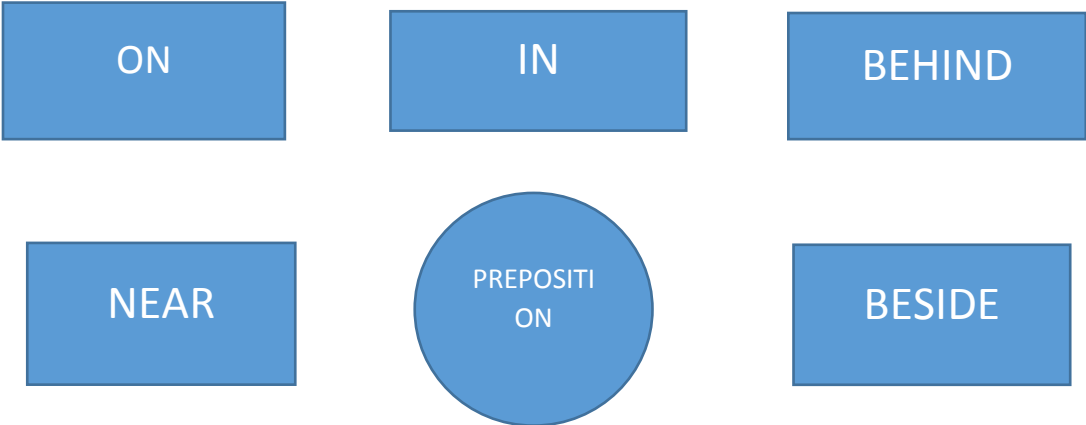 ON
IN
BEHIND
NEAR
PREPOSITI
ON
BESIDE